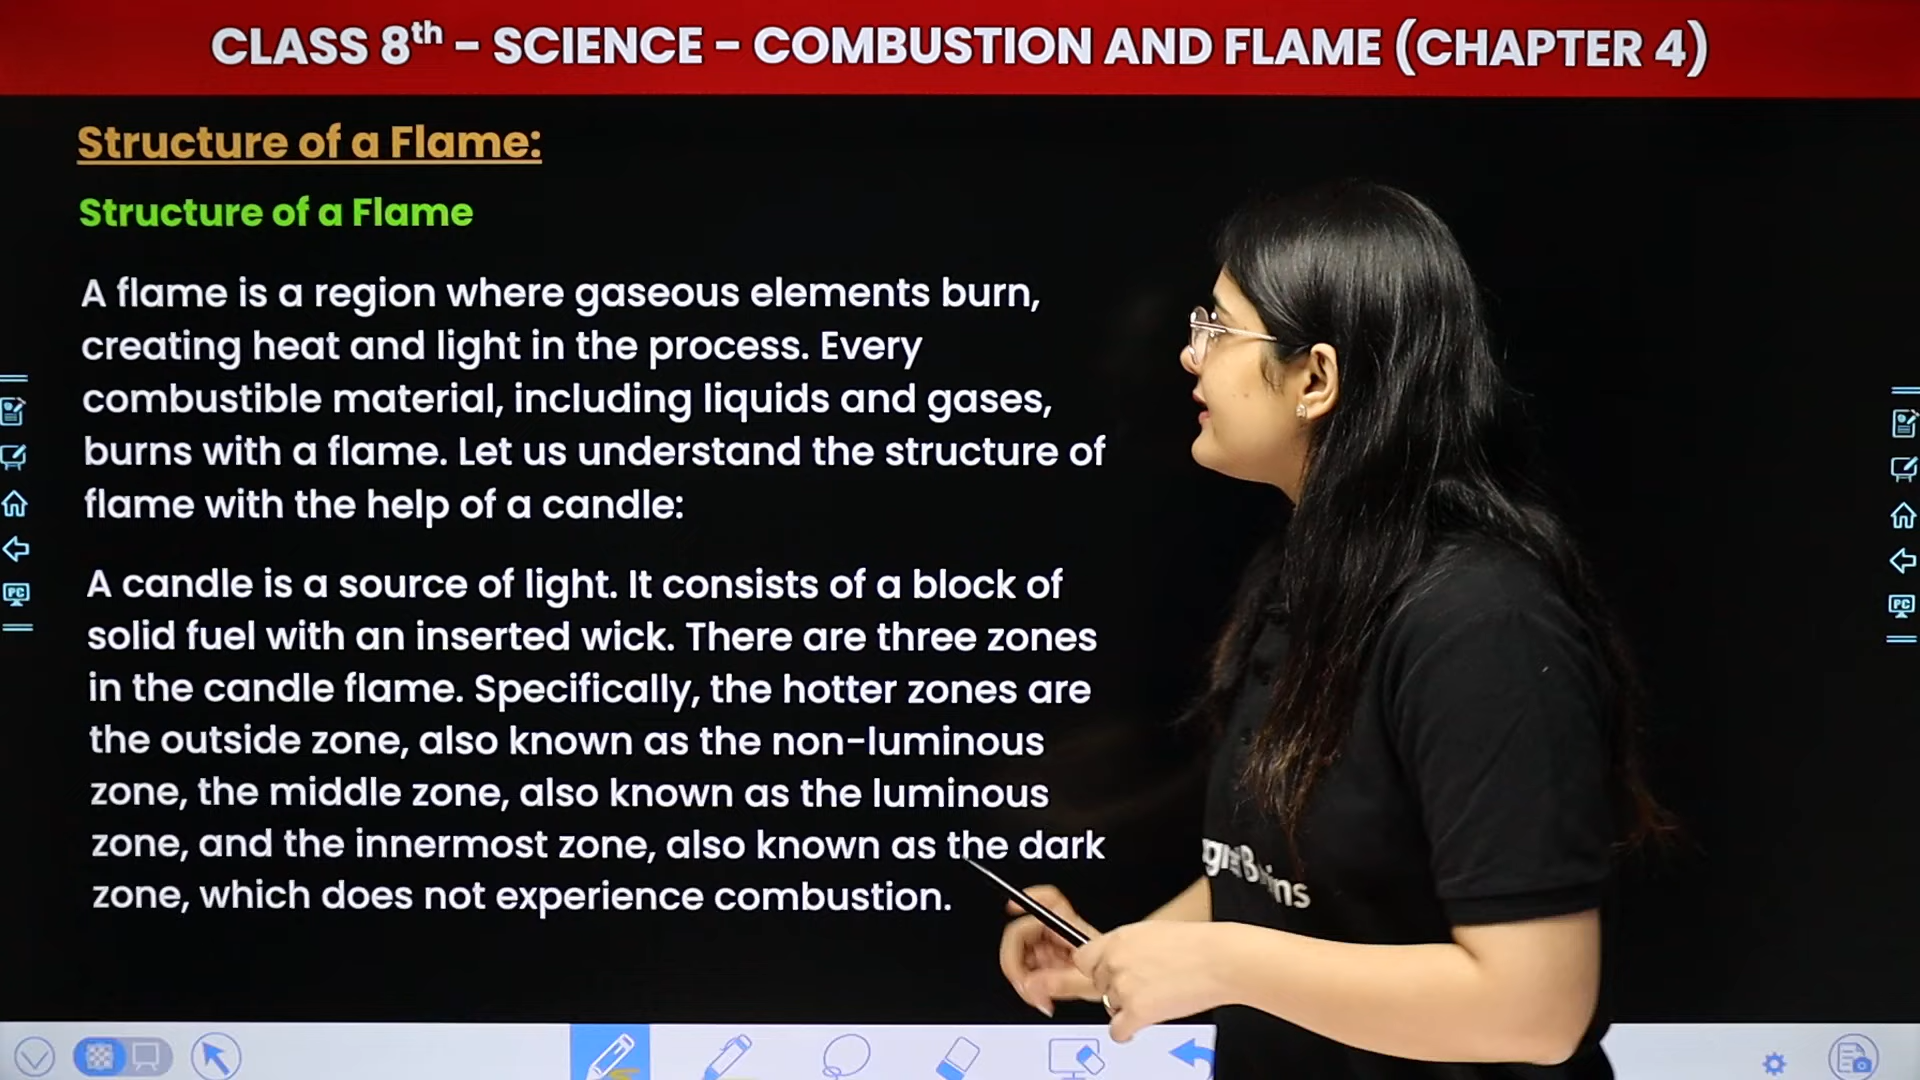 CLASS 8th - SCIENCE - COMBUSTION AND FLAME (CHAPTER 4)
Structure of a Flame:
Structure of a Flame
A flame is a region where gaseous elements burn,
creating heat and light in the process. Every
combustible material, including liquids and gases,
burns with a flame. Let us understand the structure of
flame with the help of a candle:
A candle is a source of light. It consists of a block of
solid fuel with an inserted wick. There are three zones
in the candle flame. Specifically, the hotter zones are
the outside zone, also known as the non-luminous
zone, the middle zone, also known as the luminous
zone, and the innermost zone, also known as the dark
zone, which does not experience combustion.
PC
PC